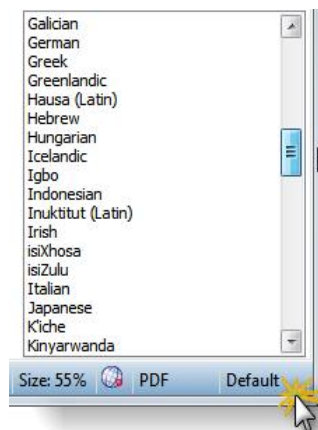 Galician
German
Greek
Greenlandic
Hausa (Latin)
Hebrew
Hungarian
Icelandic
Igbo
Indonesian
Inuktitut (Latin)
Irish
isiXhosa
isiZulu
Italian
Japanese
K'iche
Kinyarwanda
Size: 55% PDF Default